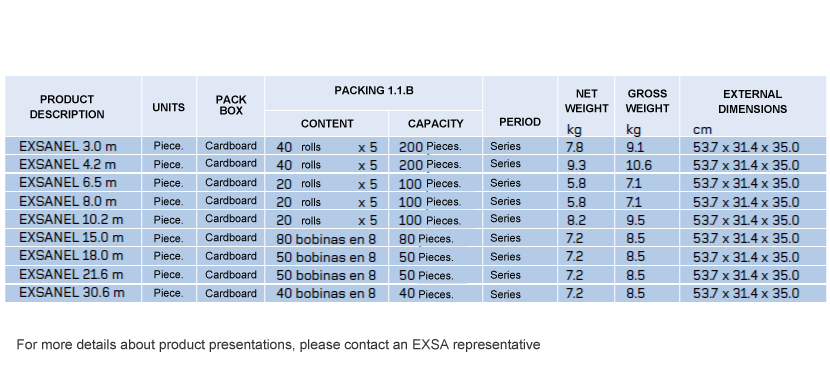 PRODUCT DESCRIPTION UNITS PACK BOX PACKING 1.1.B PERIOD NET WEIGHT GROSS WEIGHT EXTERNAL DIMENSIONS
CONTENT CAPACITY kg kg cm
EXSANEL 3.0 m Piece. Cardboard 40 rolls x 5 200 Pieces. Series 7.8 9.1 53.7 x 31.4 x 35.0
EXSANEL 4.2 m Piece. Cardboard 40 rolls x 5 200 Pieces. Series 9.3 10.6 53.7 x 31.4 x 35.0
EXSANEL 6.5 m Piece. Cardboard 20 rolls x 5 100 Pieces. Series 5.8 7.1 53.7 x 31.4 x 35.0
EXSANEL 8.0 m Piece. Cardboard 20 rolls x 5 100 Pieces. Series 5.8 7.1 53.7 x 31.4 x 35.0
EXSANEL 10.2 m Piece. Cardboard 20 rolls x 5 100 Pieces. Series 8.2 9.5 53.7 x 31.4 x 35.0
EXSANEL 15.0 m Piece. Cardboard 80 bobinas en 8 80 Pieces. Series 7.2 8.5 53.7 x 31.4 x 35.0
EXSANEL 18.0 m Piece. Cardboard 50 bobinas en 8 50 Pieces. Series 7.2 8.5 53.7 x 31.4 x 35.0
EXSANEL 21.6 m Piece. Cardboard 50 bobinas en 8 50 Pieces. Series 7.2 8.5 53.7 x 31.4 x 35.0
EXSANEL 30.6 m Piece. Cardboard 40 bobinas en 8 40 Pieces. Series 7.2 8.5 53.7 x 31.4 x 35.0
For more details about product presentations, please contact an EXSA representative